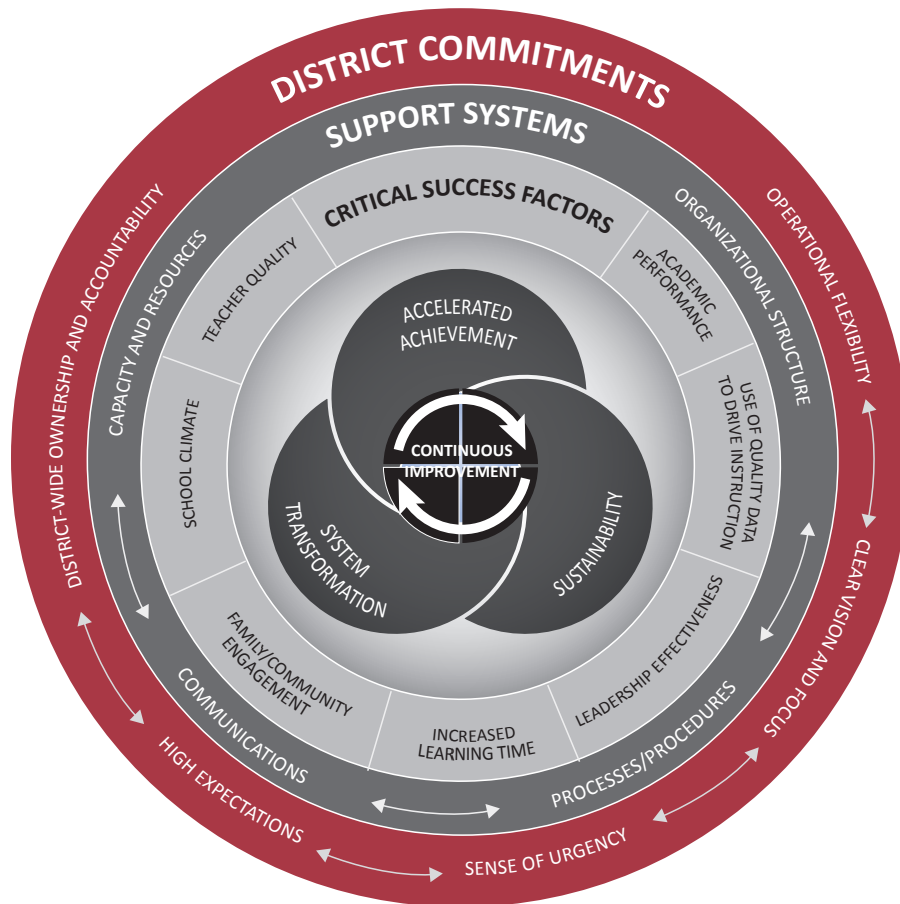 DISTRICT COMMITMENTS
SUPPORT SYSTEMS
CRITICAL SUCCESS FACTORS
OPERATIONAL FLEXIBILITY
CLEAR VISION AND FOCUS
SENSE OF URGENCY
HIGH EXPECTATIONS
DISTRICT-WIDE OWNERSHIP AND ACCOUNTABILITY
ORGANIZATIONAL STRUCTURE
PROCESSES/PROCEDURES
COMMUNICATIONS
CAPACITY AND RESOURCES
ACADEMIC
PERFORMANCE
USE OF QUALITY DATA
TO DRIVE INSTRUCTION
LEADERSHIP EFFECTIVENESS
INCREASED
LEARNING TIME
FAMILY/COMMUNITY
ENGAGEMENT
SCHOOL CLIMATE
TEACHER QUALITY
ACCELERATED
ACHIEVEMENT
SUSTAINABILITY
SYSTEM
TRANSFORMATION
CONTINUOUS
IMPROVEMENT